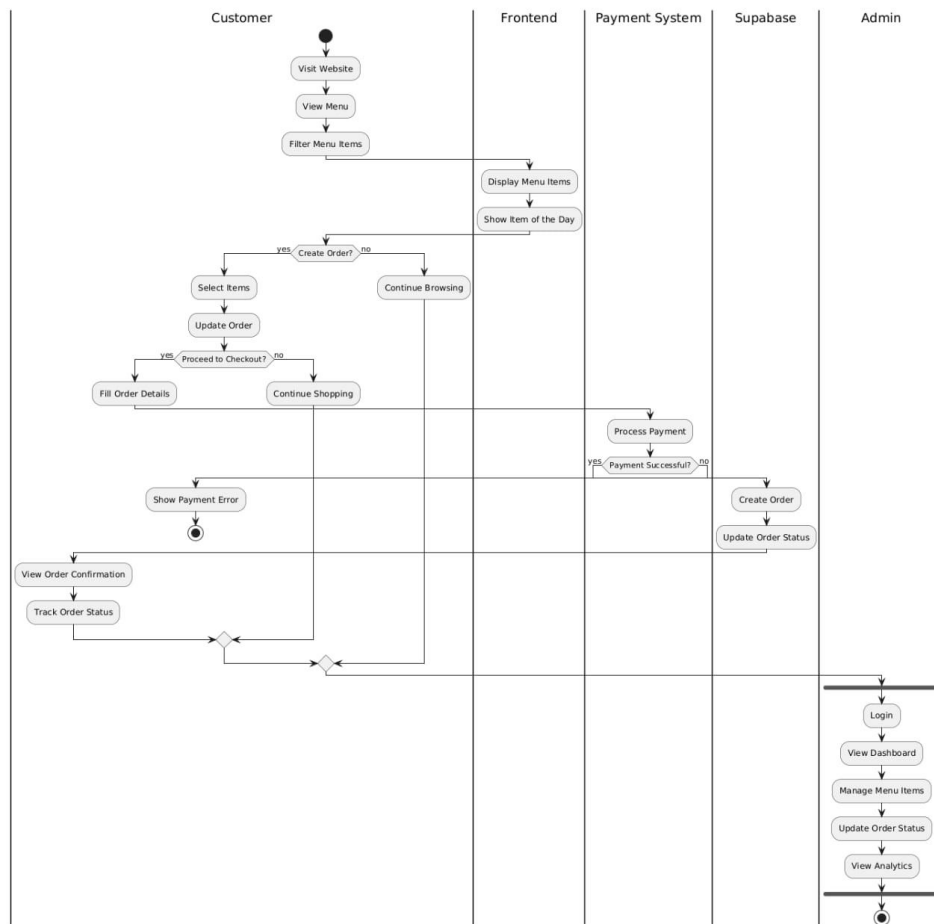 Customer
Frontend
Payment System
Supabase
Admin
Visit Website
View Menu
Filter Menu Items
Display Menu Items
Show Item of the Day
yes
Create Order?
no
Select Items
Continue Browsing
Update Order
yes
Proceed to Checkout?
no
Fill Order Details
Continue Shopping
Process Payment
yes
Payment Successful?
no
Show Payment Error
Create Order
Update Order Status
View Order Confirmation
Track Order Status
Login
View Dashboard
Manage Menu Items
Update Order Status
View Analytics